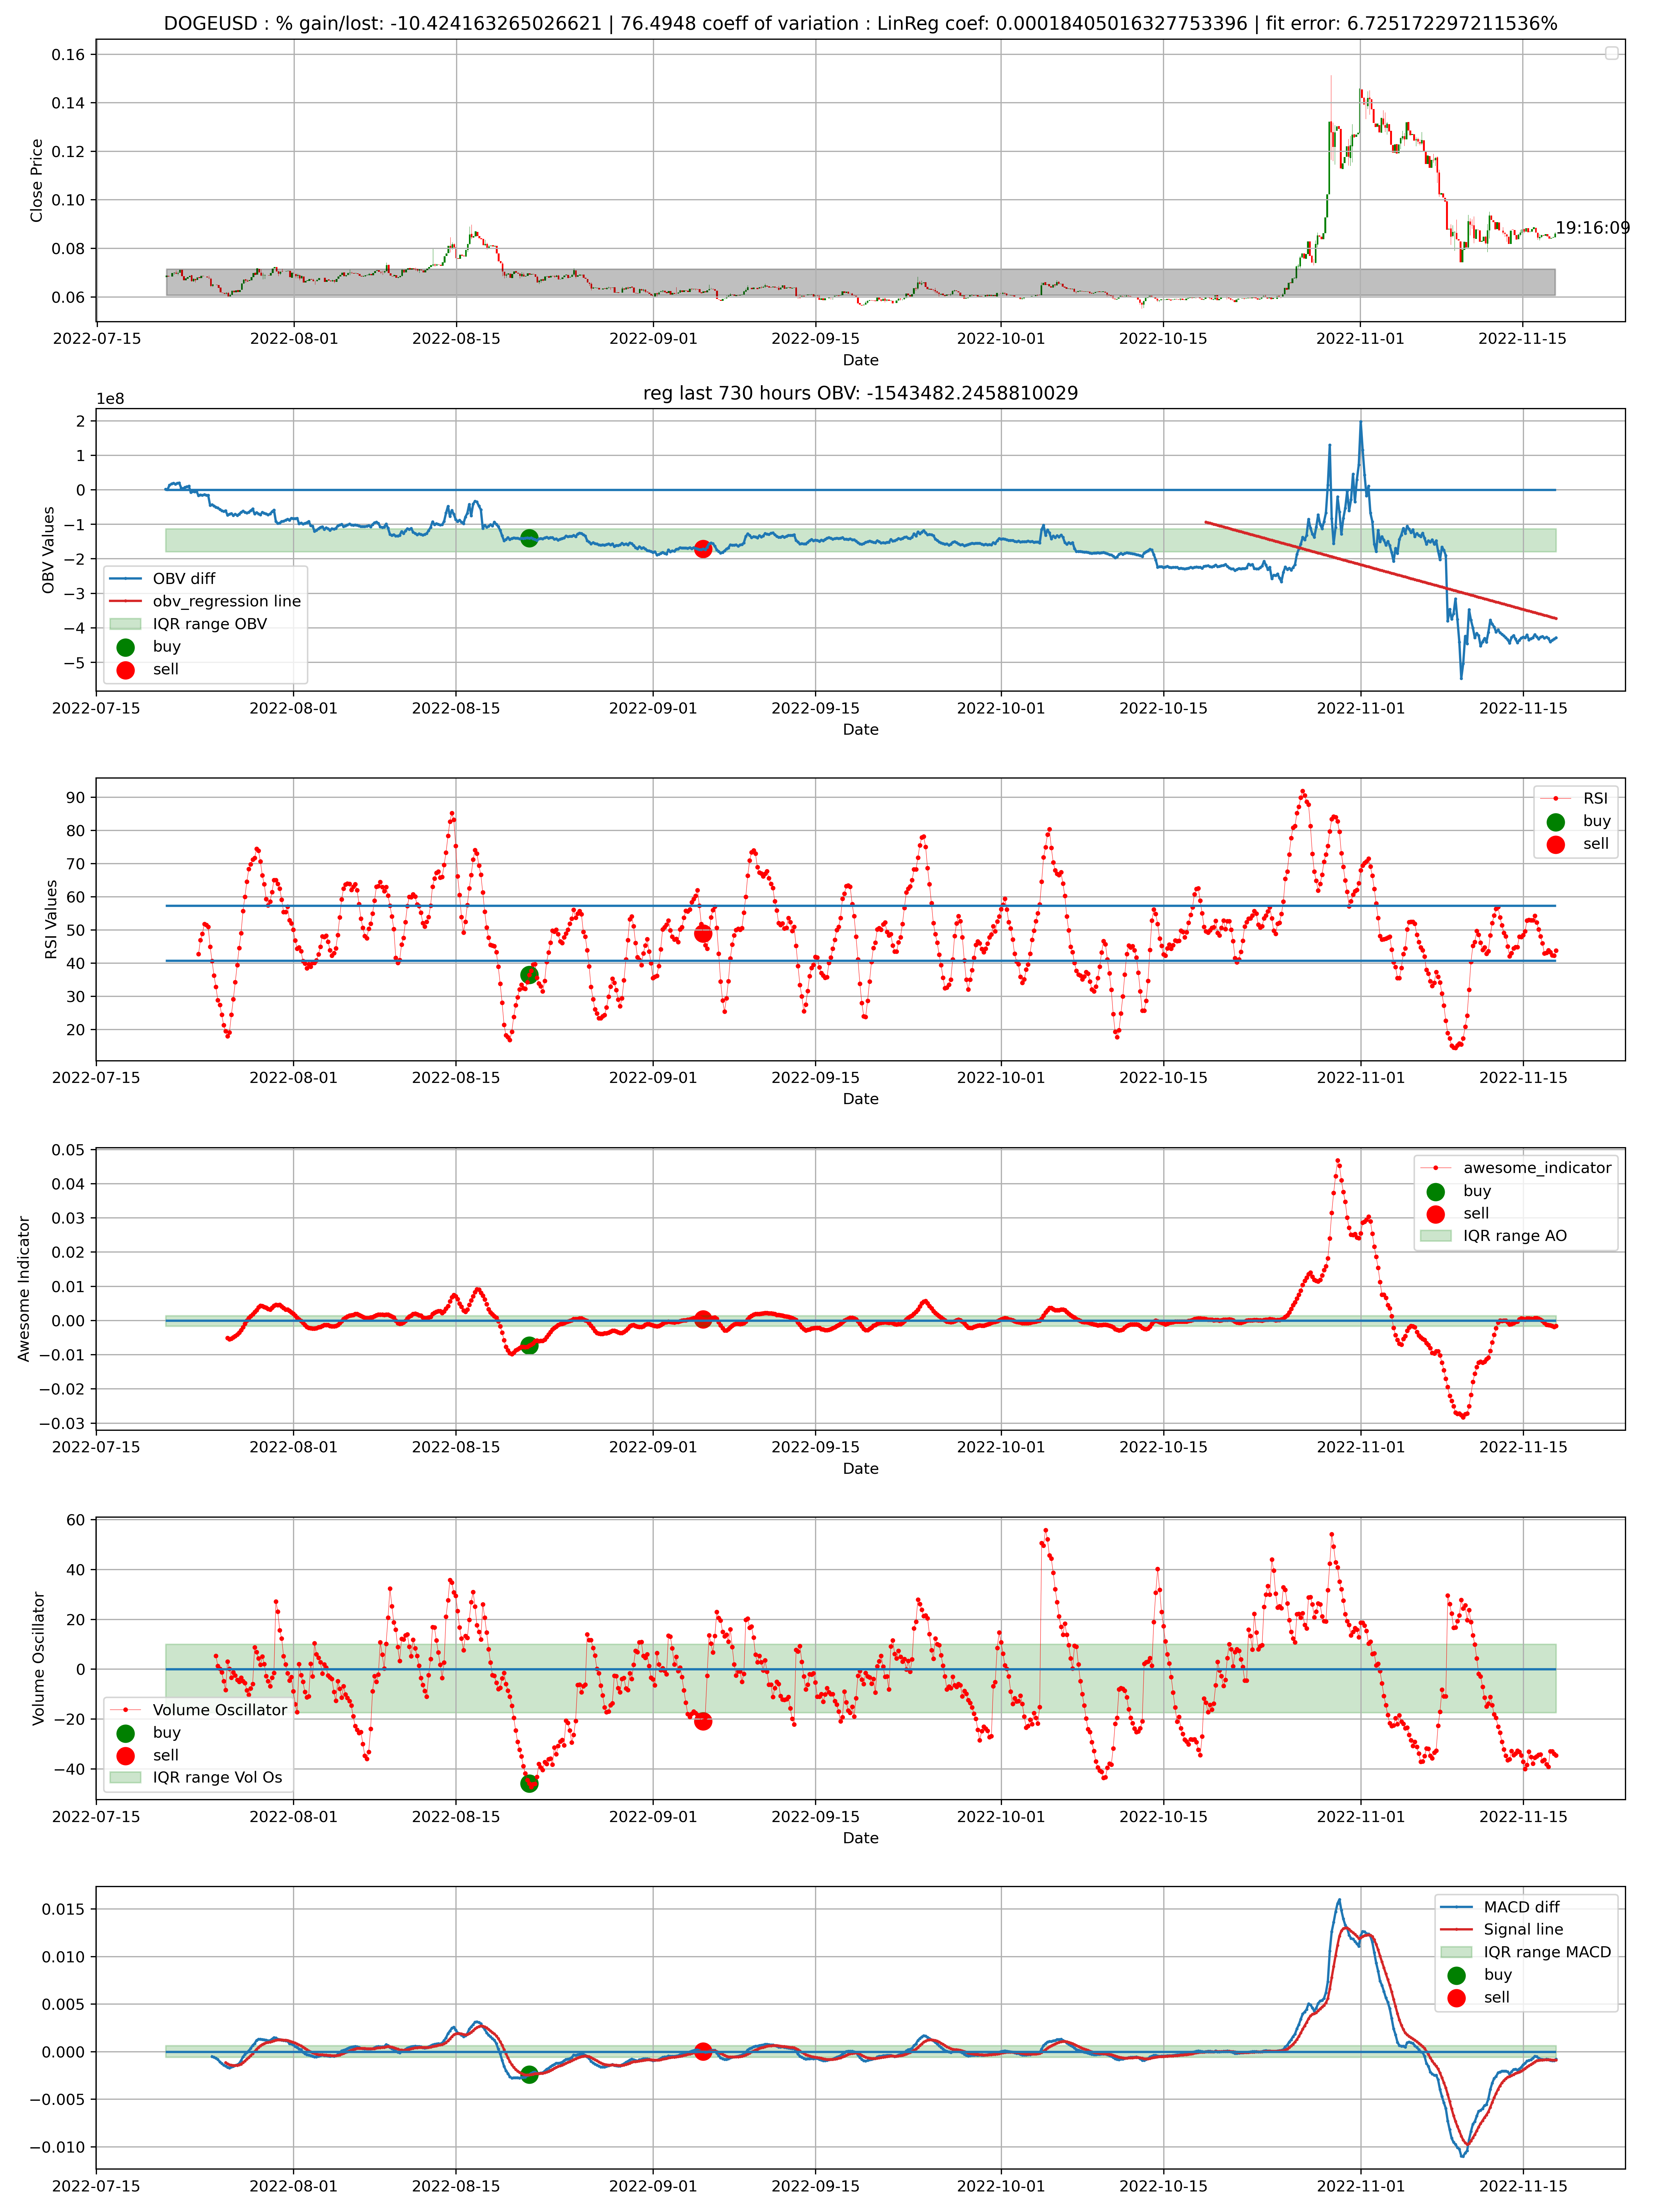 DOGEUSD : % gain/lost: -10.424163265026621 | 76.4948 coeff of variation : LinReg coef: 0.00018405016327753396 | fit error: 6.725172297211536%
0.16
0.14
0.12
0.10
0.08
0.06
Close Price
19:16:09
2022-07-15 2022-08-01 2022-08-15 2022-09-01 2022-09-15 2022-10-01 2022-10-15 2022-11-01 2022-11-15
Date
reg last 730 hours OBV: -1543482.2458810029
1e8
2
1
0
−1
−2
−3
−4
−5
OBV Values
OBV diff
obv_regression line
IQR range OBV
buy
sell
2022-07-15 2022-08-01 2022-08-15 2022-09-01 2022-09-15 2022-10-01 2022-10-15 2022-11-01 2022-11-15
Date
90
80
70
60
50
40
30
20
RSI Values
RSI
buy
sell
2022-07-15 2022-08-01 2022-08-15 2022-09-01 2022-09-15 2022-10-01 2022-10-15 2022-11-01 2022-11-15
Date
0.05
0.04
0.03
0.02
0.01
0.00
−0.01
−0.02
−0.03
Awesome Indicator
awesome_indicator
buy
sell
IQR range AO
2022-07-15 2022-08-01 2022-08-15 2022-09-01 2022-09-15 2022-10-01 2022-10-15 2022-11-01 2022-11-15
Date
60
40
20
0
−20
−40
Volume Oscillator
Volume Oscillator
buy
sell
IQR range Vol Os
2022-07-15 2022-08-01 2022-08-15 2022-09-01 2022-09-15 2022-10-01 2022-10-15 2022-11-01 2022-11-15
Date
0.015
0.010
0.005
0.000
−0.005
−0.010
MACD diff
Signal line
IQR range MACD
buy
sell
2022-07-15 2022-08-01 2022-08-15 2022-09-01 2022-09-15 2022-10-01 2022-10-15 2022-11-01 2022-11-15